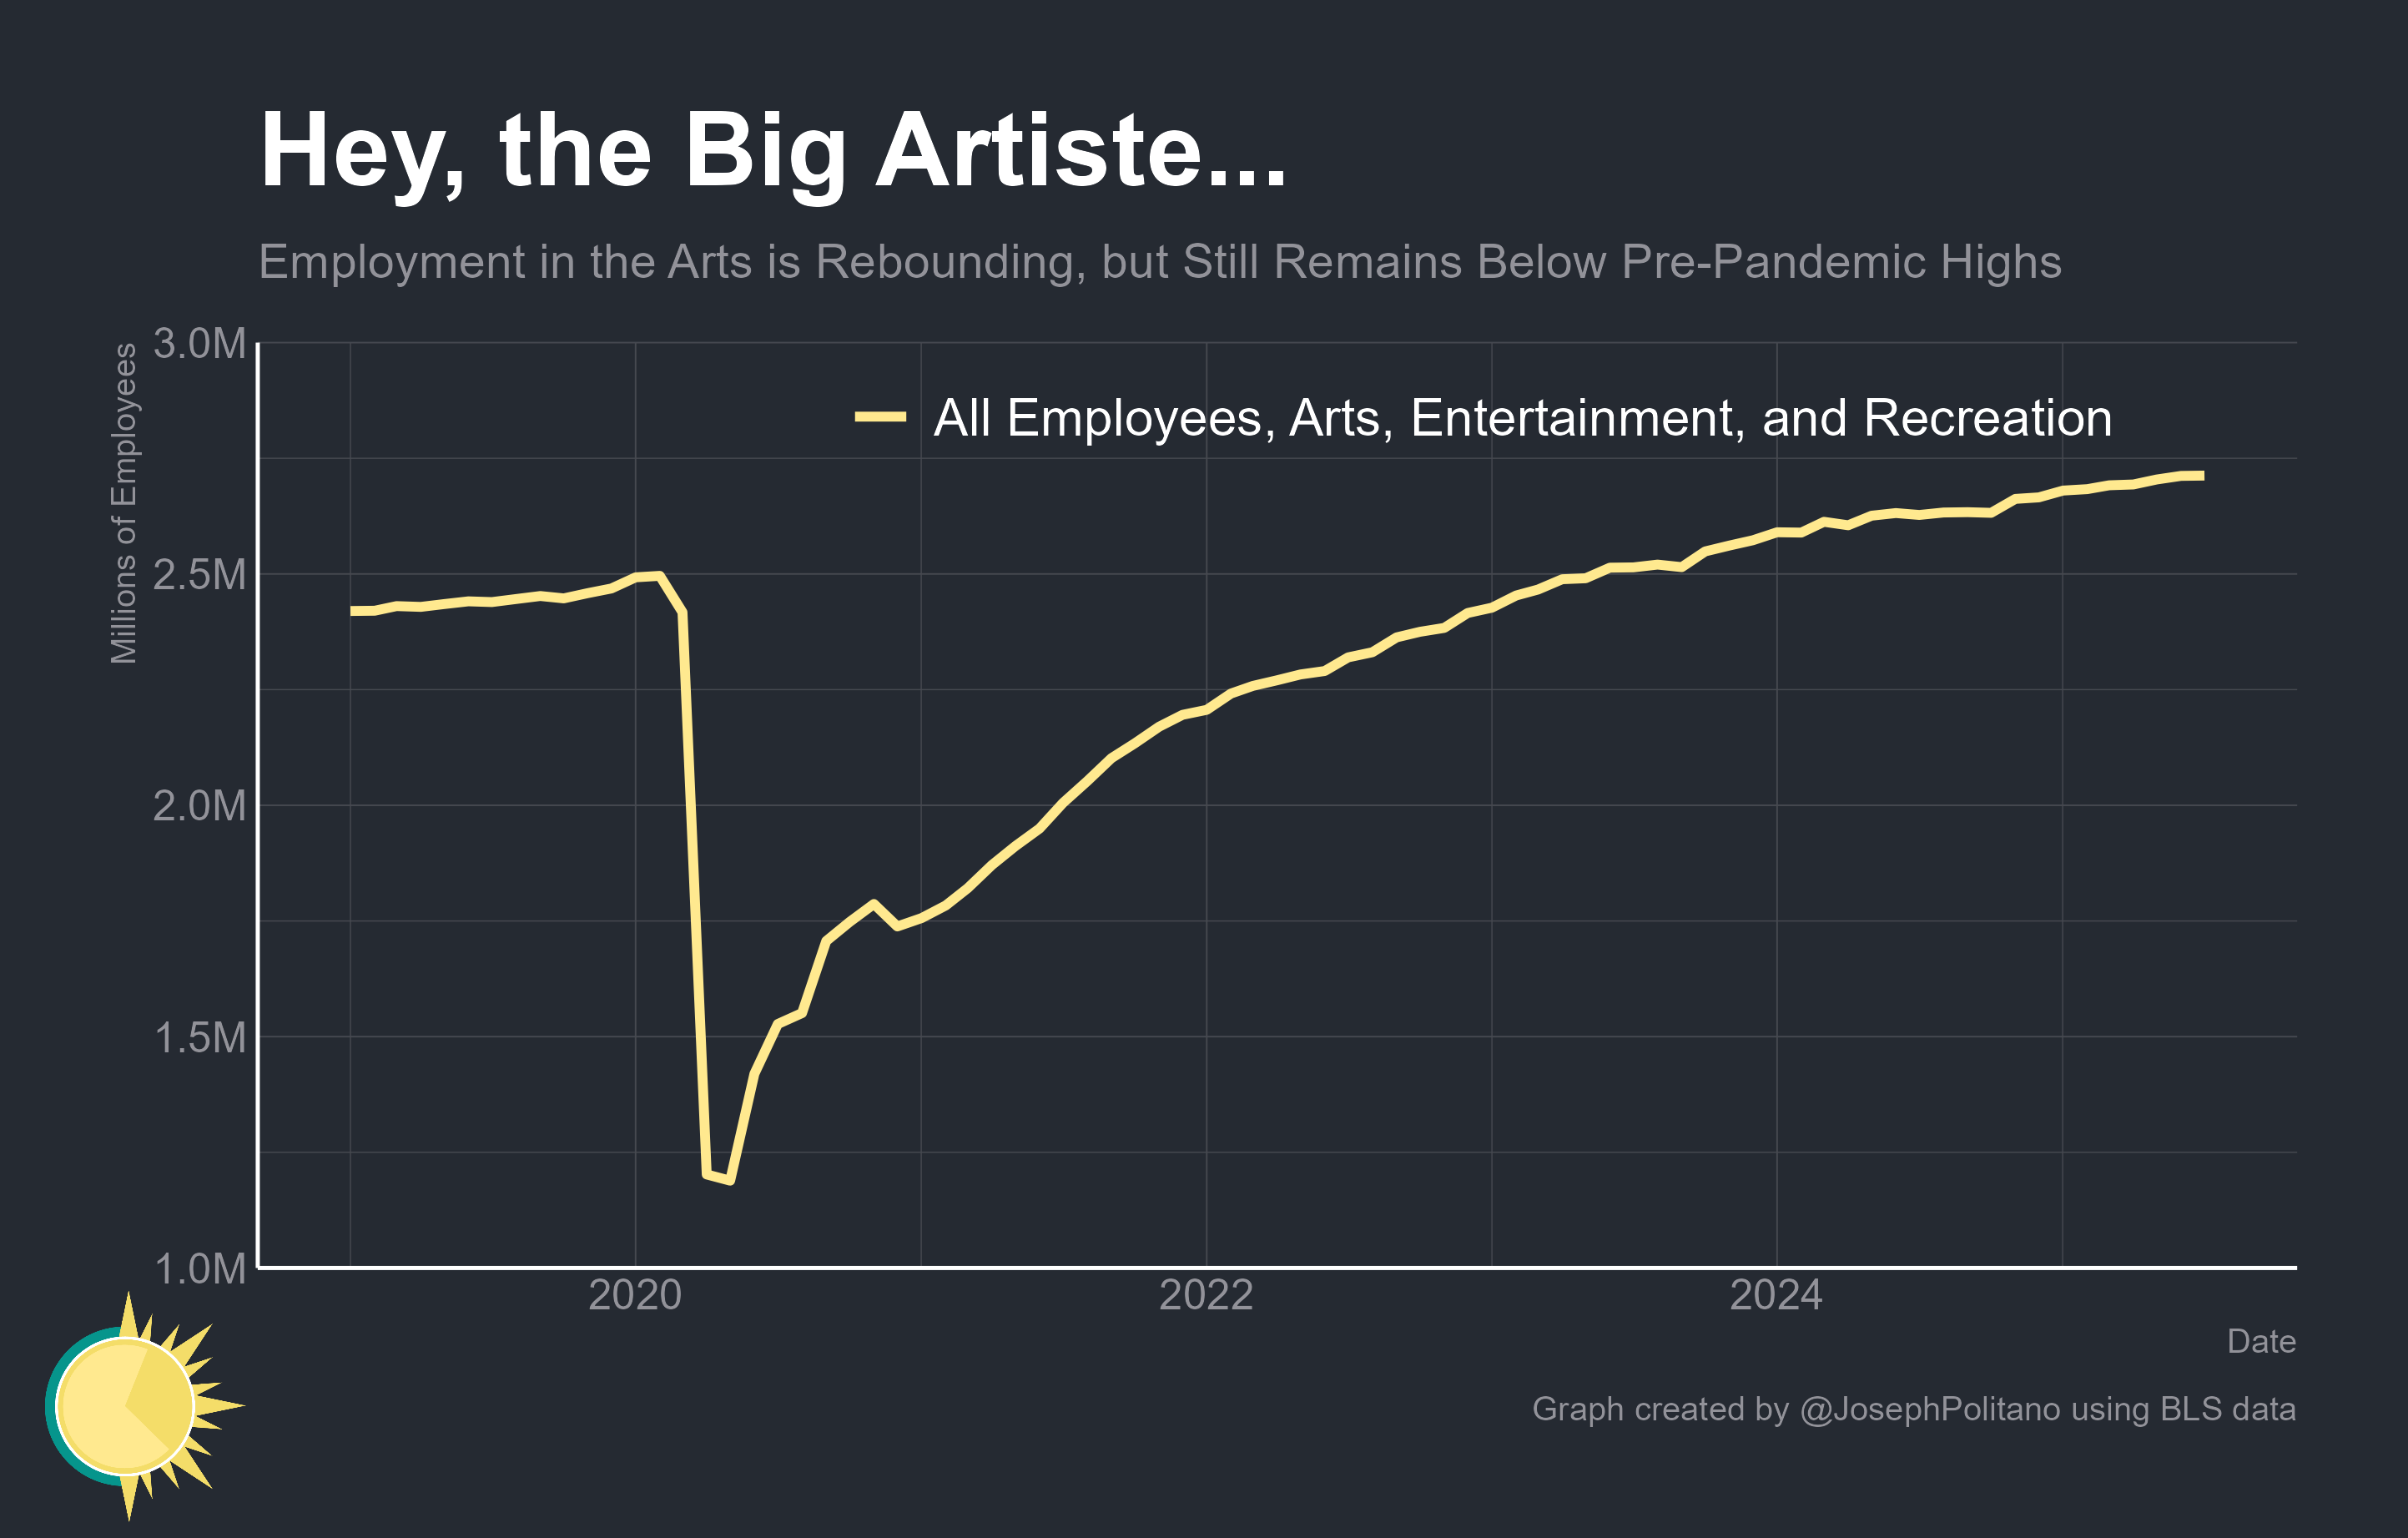 Hey, the Big Artiste...
Employment in the Arts is Rebounding, but Still Remains Below Pre-Pandemic Highs
Millions of Employees
3.0M
2.5M
2.0M
1.5M
1.0M
All Employees, Arts, Entertainment, and Recreation
2020
2022
2024
Date
Graph created by @JosephPolitano using BLS data